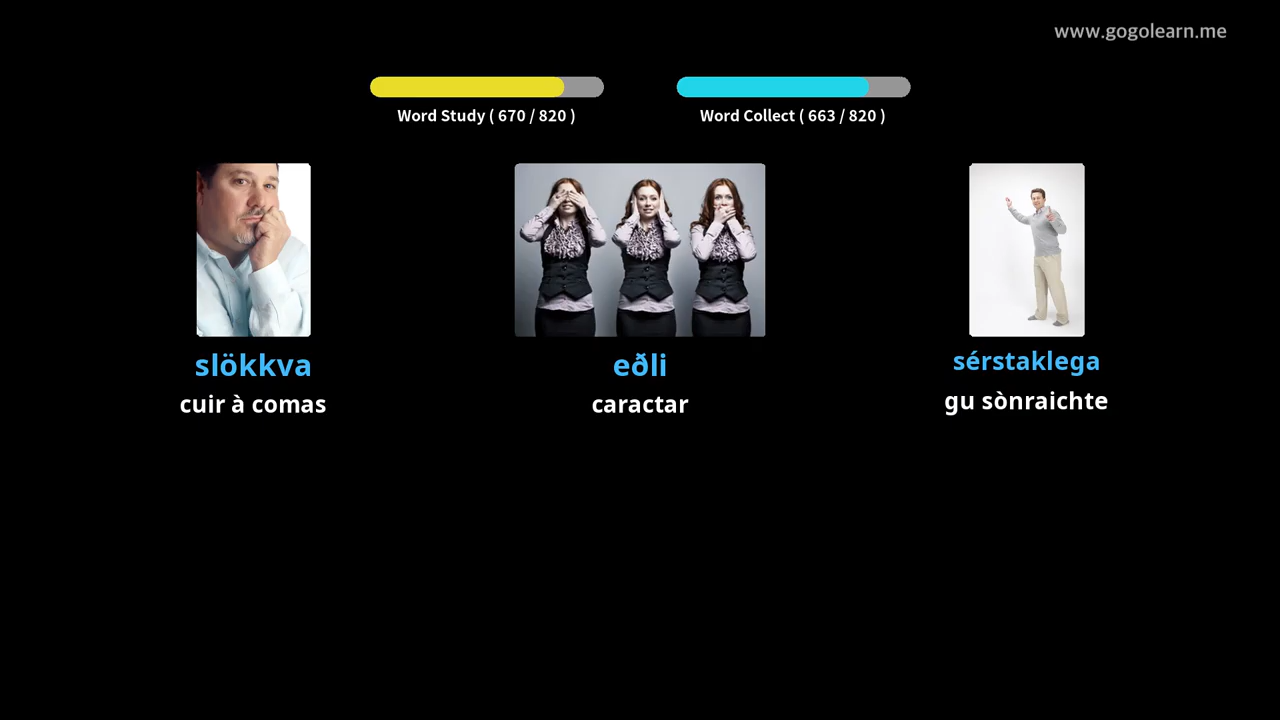 www.gogolearn.me
Word Study ( 670 / 820 )
Word Collect ( 663 / 820 )
slökkva
cuir à comas
eðli
caractar
sérstaklega
gu sònraichte